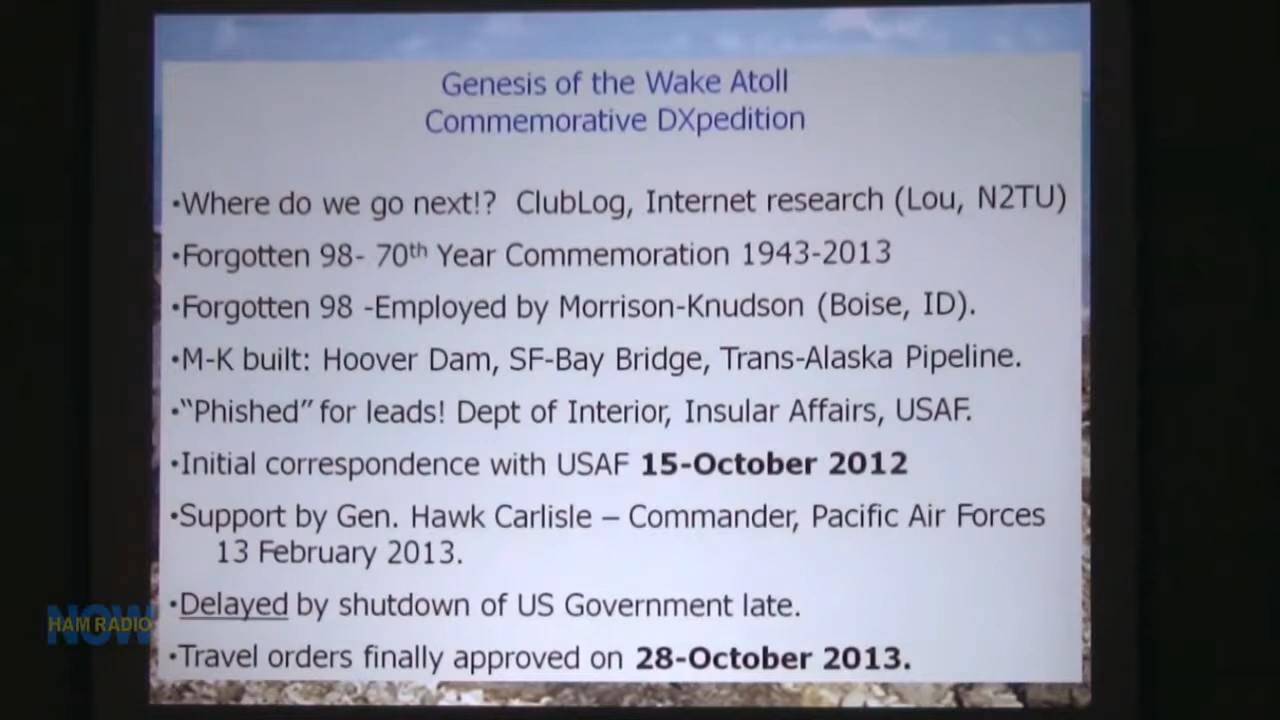 Genesis of the Wake Atoll
Commemorative DXpedition
•Where do we go next!? ClubLog, Internet research (Lou, N2TU)
•Forgotten 98- 70th Year Commemoration 1943-2013
•Forgotten 98 -Employed by Morrison-Knudson (Boise, ID).
•M-K built: Hoover Dam, SF-Bay Bridge, Trans-Alaska Pipeline.
•“Phished” for leads! Dept of Interior, Insular Affairs, USAF.
•Initial correspondence with USAF 15-October 2012
•Support by Gen. Hawk Carlisle – Commander, Pacific Air Forces
13 February 2013.
•Delayed by shutdown of US Government late.
•Travel orders finally approved on 28-October 2013.
HAM RADIO
NOW